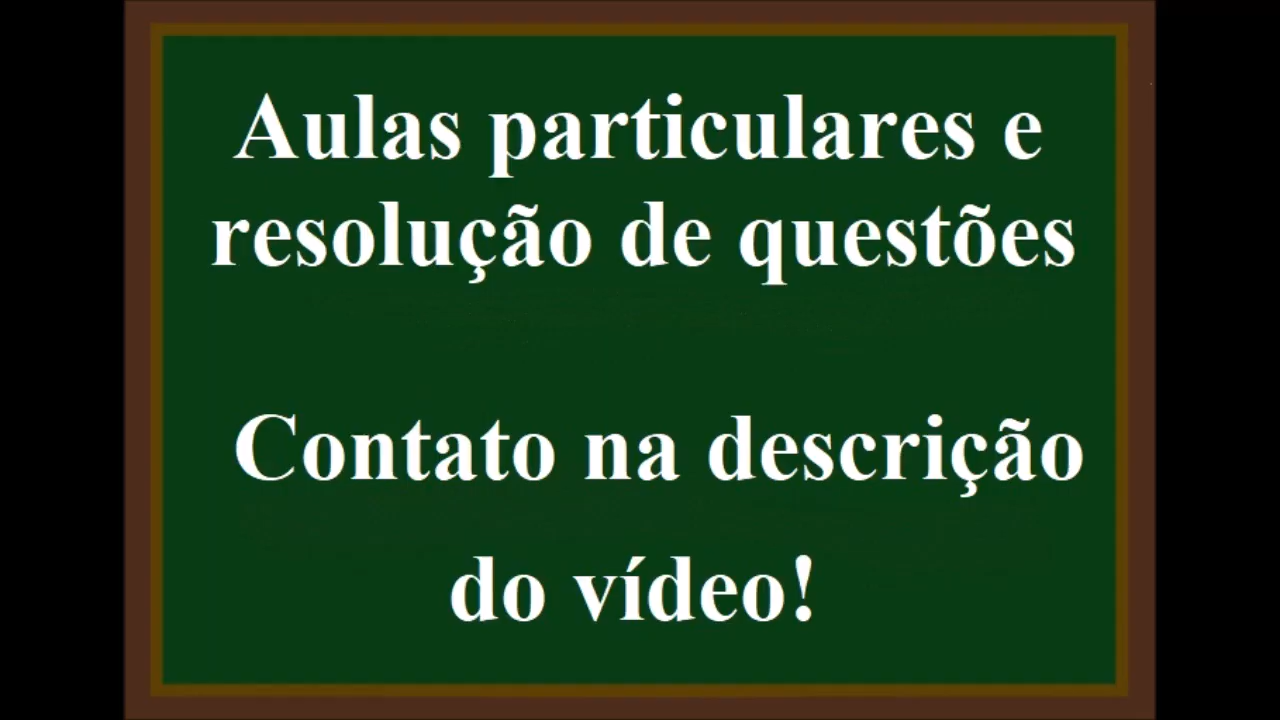 Aulas particulares e
resolução de questões
Contato na descrição
do vídeo!